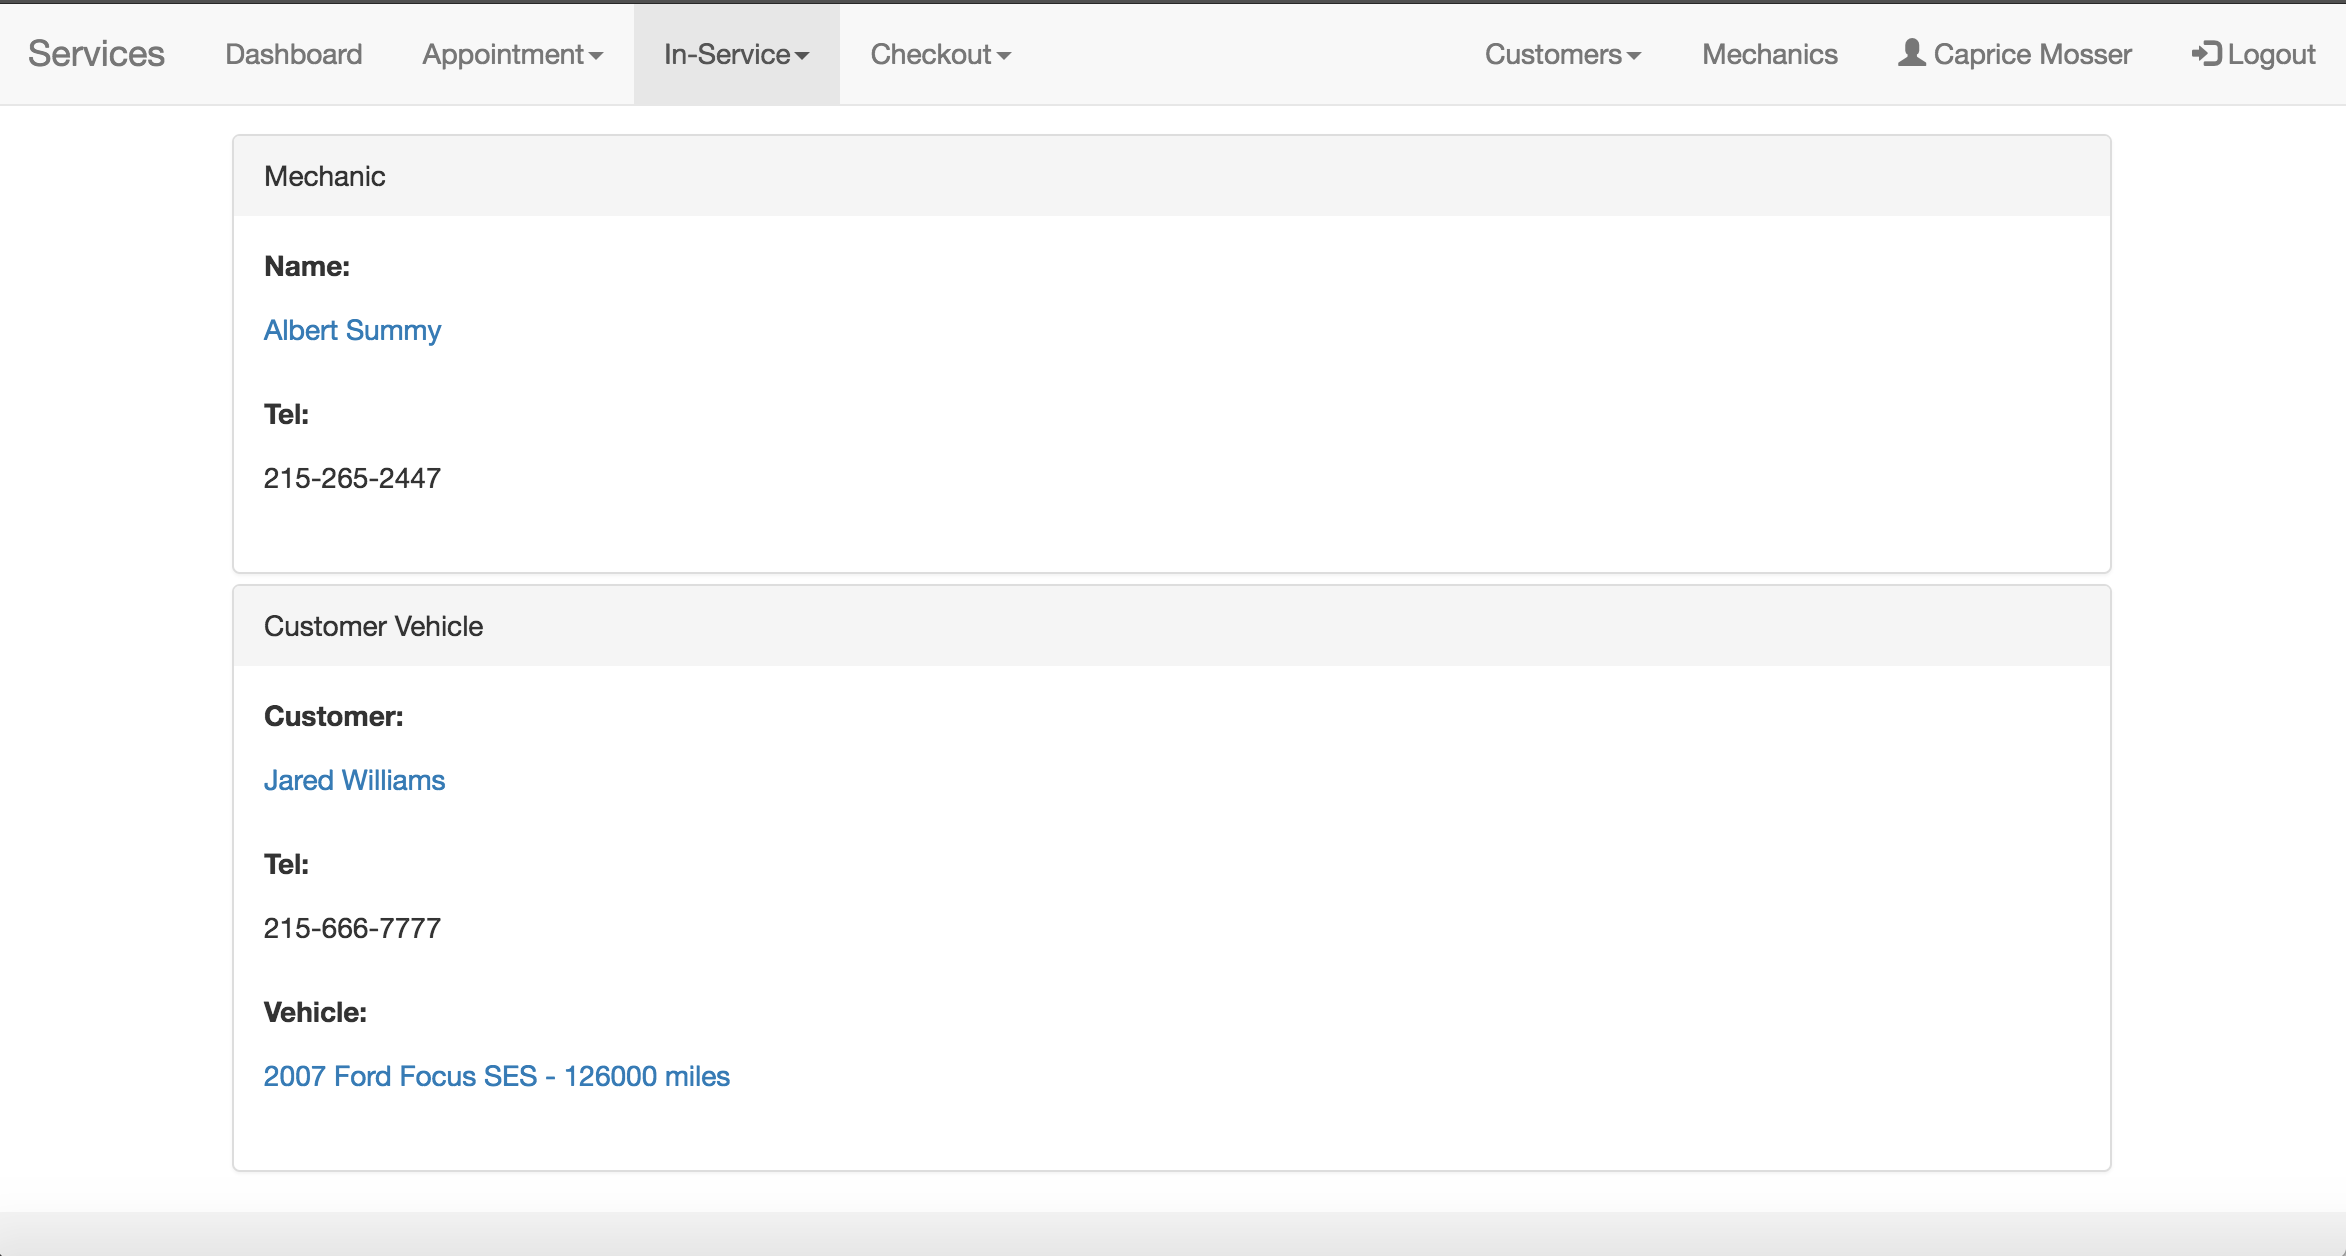 Services Dashboard Appointment In-Service Checkout Customers Mechanics Caprice Mosser Logout
Mechanic
Name:
Albert Summy
Tel:
215-265-2447
Customer Vehicle
Customer:
Jared Williams
Tel:
215-666-7777
Vehicle:
2007 Ford Focus SES - 126000 miles